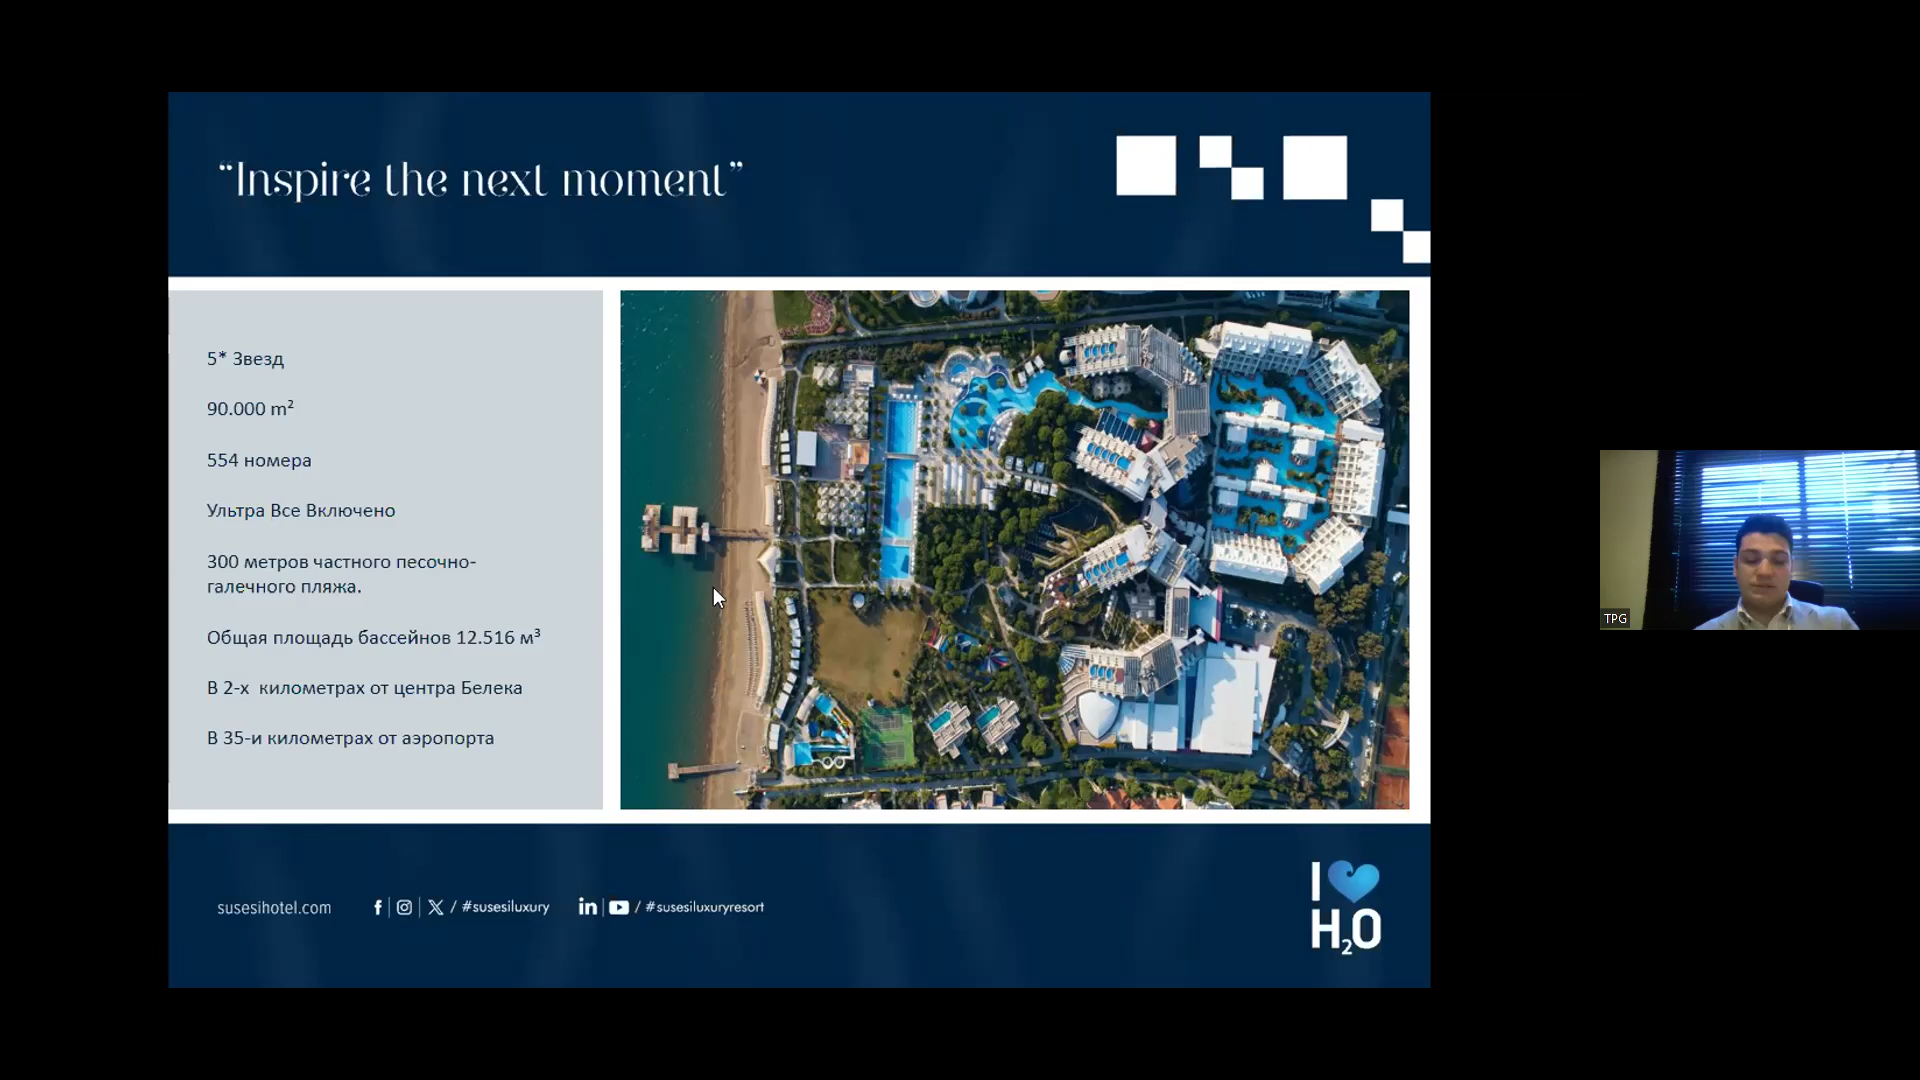 “Inspire the next moment”
5* Звезд
90.000 m²
554 номера
Ультра Все Включено
300 метров частного песочно-
галечного пляжа.
Общая площадь бассейнов 12.516 м³
В 2-х километрах от центра Белека
В 35-и километрах от аэропорта
TPG
susesihotel.com
/ #susesiluxury
/ #susesiluxuryresort
I
H₂O